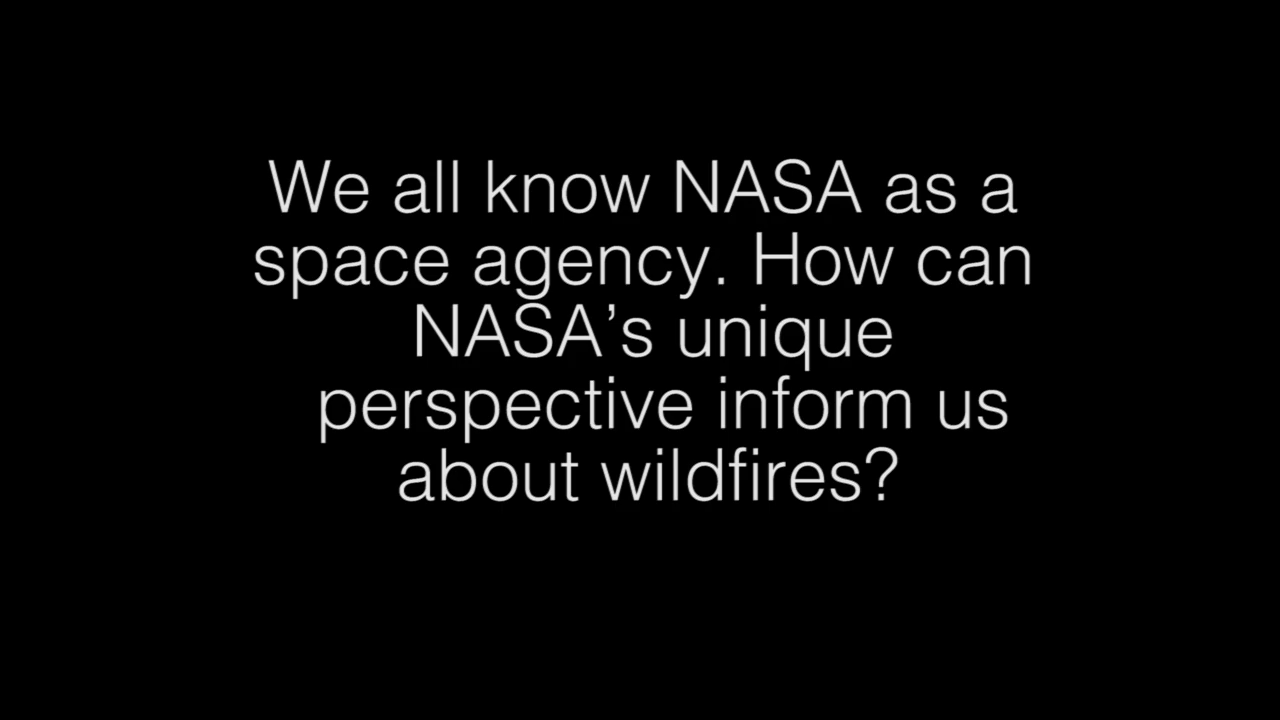 We all know NASA as a
space agency. How can
NASA’s unique
perspective inform us
about wildfires?